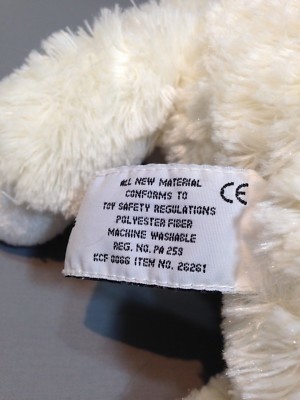 ALL NEW MATERIAL
CONFORMS TO
TOY SAFETY REGULATIONS
POLYESTER FIBER
MACHINE WASHABLE
REG. NO. PA 259
KCF 0066 ITEM NO. 26261
CE